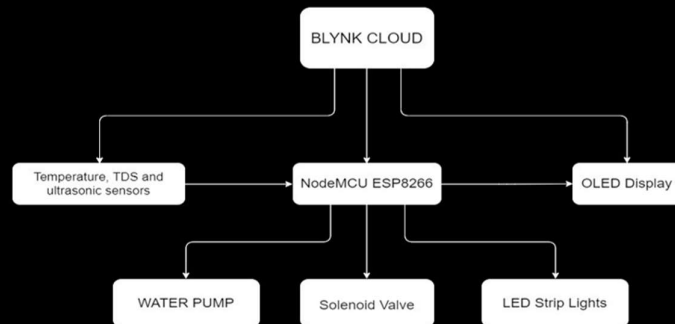 BLYNK CLOUD
Temperature, TDS and
ultrasonic sensors
NodeMCU ESP8266
OLED Display
WATER PUMP
Solenoid Valve
LED Strip Lights